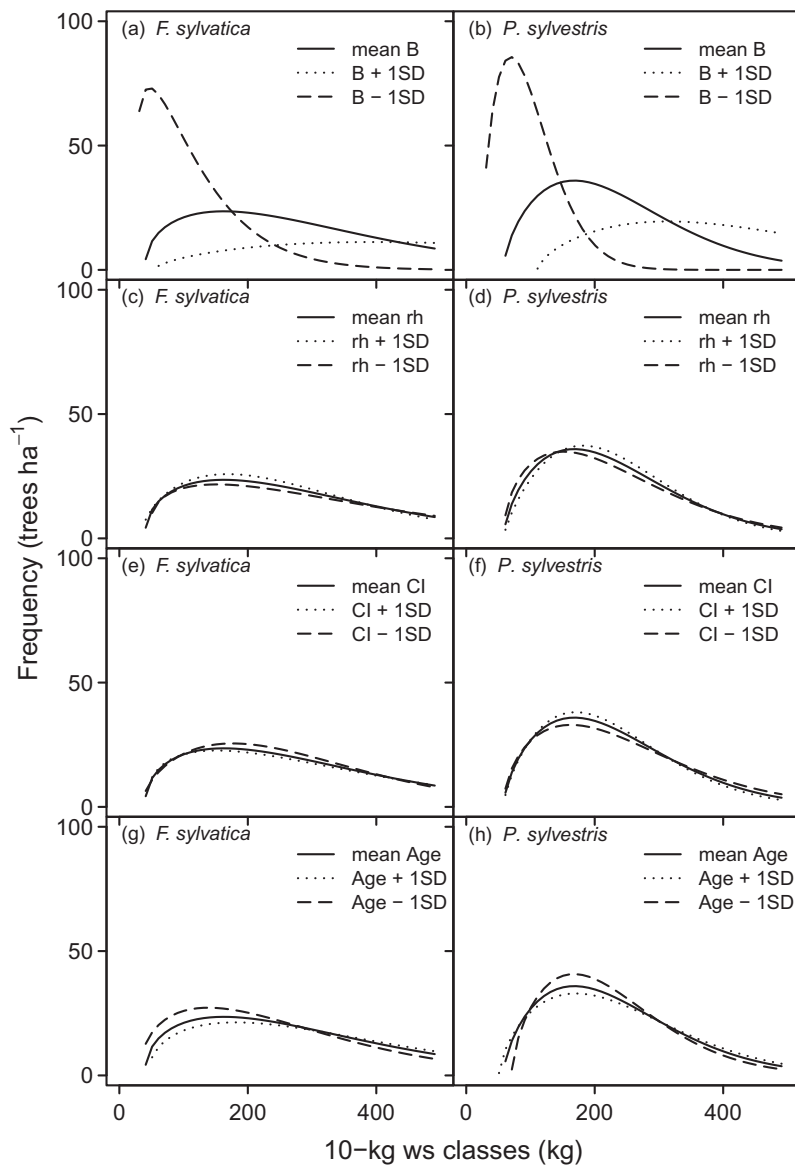 100
50
0
(a) F. sylvatica
mean B
B + 1SD
B − 1SD
(b) P. sylvestris
mean B
B + 1SD
B − 1SD
100
50
0
(c) F. sylvatica
mean rh
rh + 1SD
rh − 1SD
(d) P. sylvestris
mean rh
rh + 1SD
rh − 1SD
Frequency (trees ha−1)
100
50
0
(e) F. sylvatica
mean CI
CI + 1SD
CI − 1SD
(f) P. sylvestris
mean CI
CI + 1SD
CI − 1SD
100
50
0
(g) F. sylvatica
mean Age
Age + 1SD
Age − 1SD
(h) P. sylvestris
mean Age
Age + 1SD
Age − 1SD
0 200 400 0 200 400
10−kg ws classes (kg)